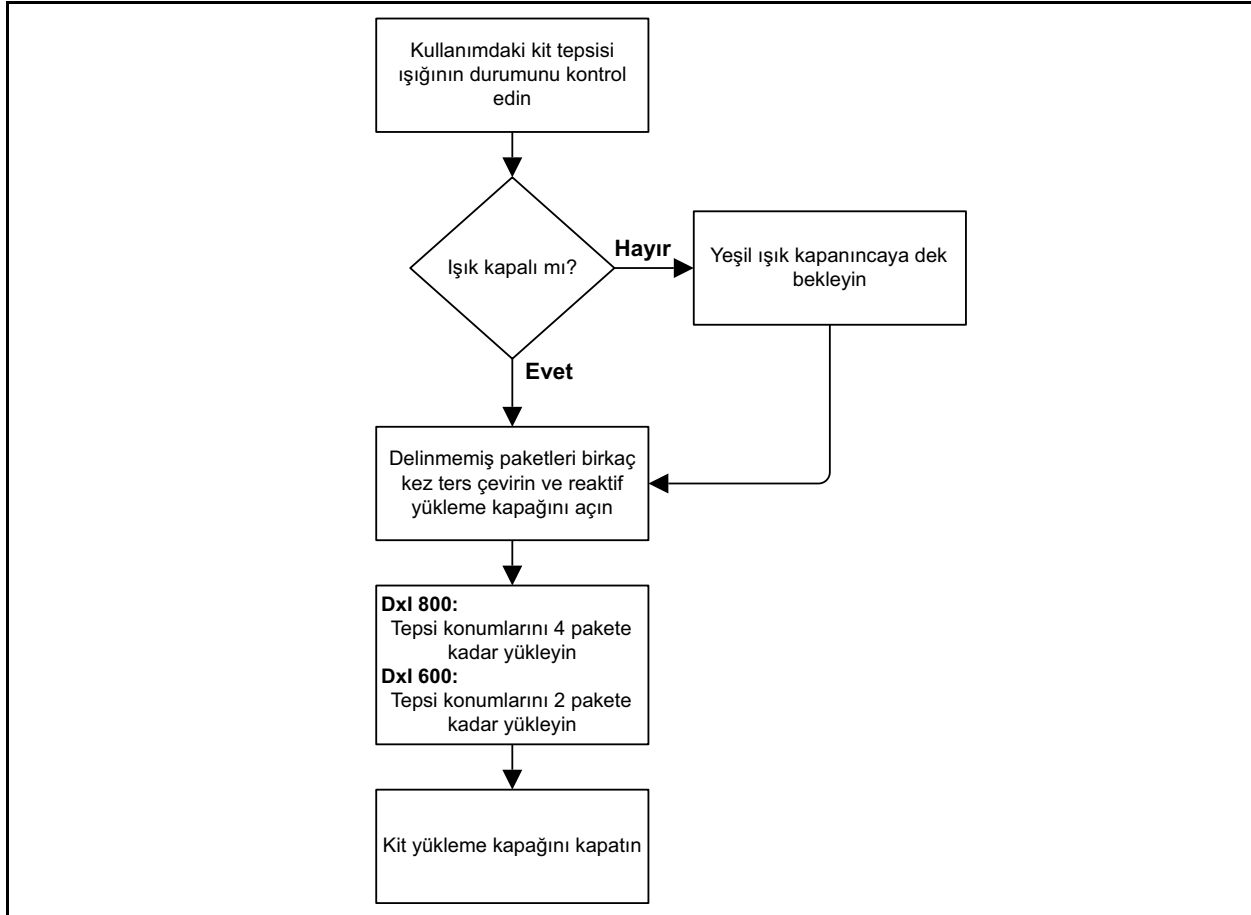 Kullanımdaki kit tepsisi
ışığının durumunu kontrol
edin
Işık kapalı mı?
Hayır
Yeşil ışık kapanıncaya dek
bekleyin
Evet
Delinmemiş paketleri birkaç
kez ters çevirin ve reaktif
yükleme kapağını açın
DxI 800:
Tepsi konumlarını 4 pakete
kadar yükleyin
DxI 600:
Tepsi konumlarını 2 pakete
kadar yükleyin
Kit yükleme kapağını kapatın